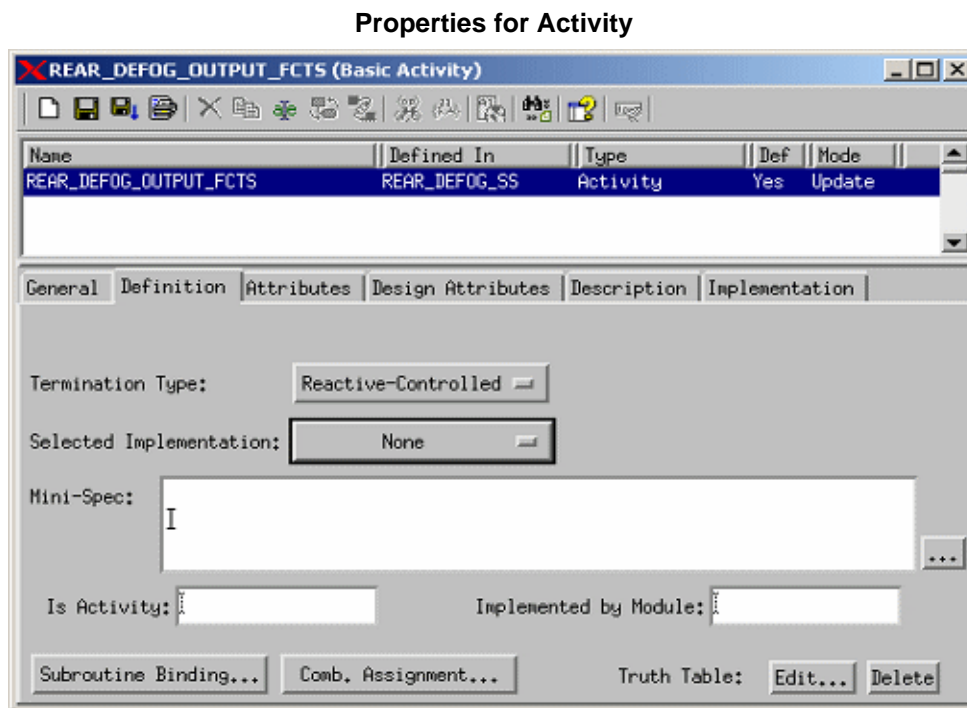 Properties for Activity
REAR_DEFOG_OUTPUT_FCTS (Basic Activity)
Name Defined In Type Def Mode
REAR_DEFOG_OUTPUT_FCTS REAR_DEFOG_SS Activity Yes Update
General Definition Attributes Design Attributes Description Implementation
Termination Type: Reactive-Controlled
Selected Implementation: None
Mini-Spec:
...
Is Activity: Implemented by Module:
Subroutine Binding... Comb. Assignment... Truth Table: Edit... Delete